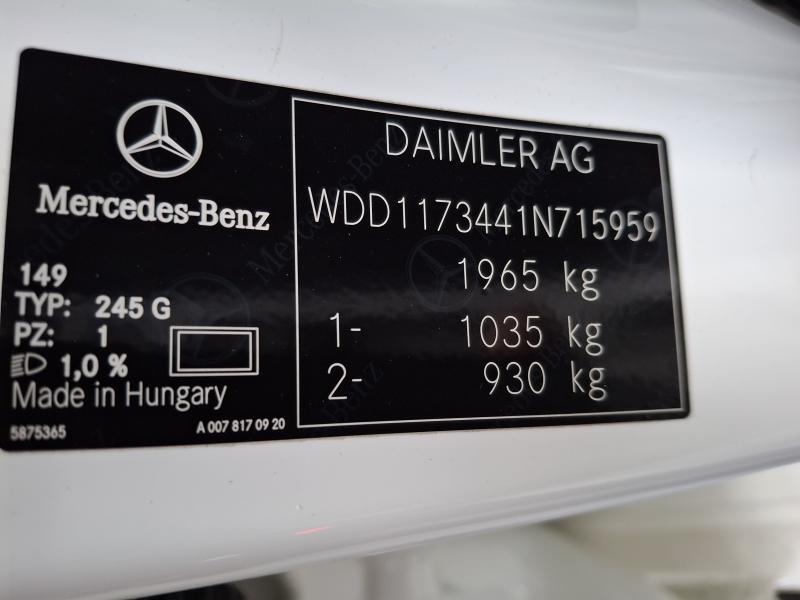 Mercedes-Benz
149
TYP: 245 G
PZ: 1
1,0 %
Made in Hungary
5875365
A 007 817 09 20
DAIMLER AG
WDD1173441N715959
1965 kg
1- 1035 kg
2- 930 kg